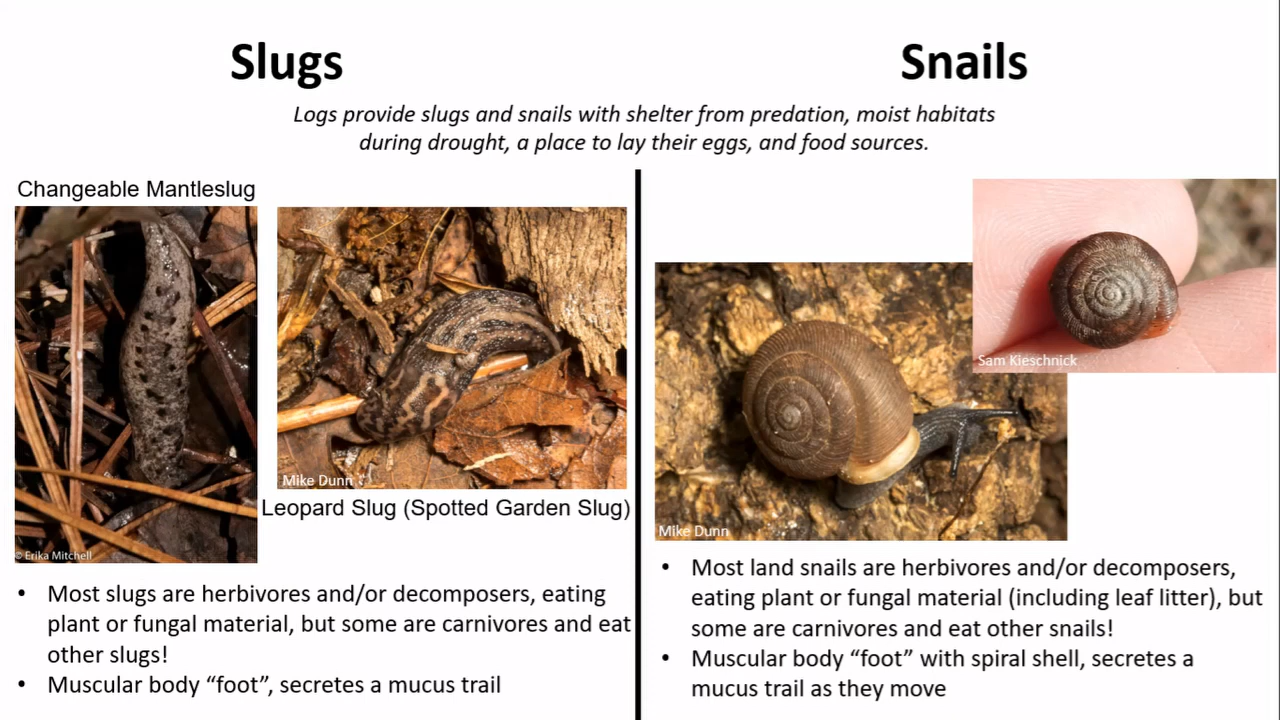 Slugs
Snails
Logs provide slugs and snails with shelter from predation, moist habitats
during drought, a place to lay their eggs, and food sources.
Changeable Mantleslug
© Erika Mitchell
Mike Dunn
Leopard Slug (Spotted Garden Slug)
• Most slugs are herbivores and/or decomposers, eating
plant or fungal material, but some are carnivores and eat
other slugs!
• Muscular body “foot”, secretes a mucus trail
Sam Kieschnick
Mike Dunn
• Most land snails are herbivores and/or decomposers,
eating plant or fungal material (including leaf litter), but
some are carnivores and eat other snails!
• Muscular body “foot” with spiral shell, secretes a
mucus trail as they move